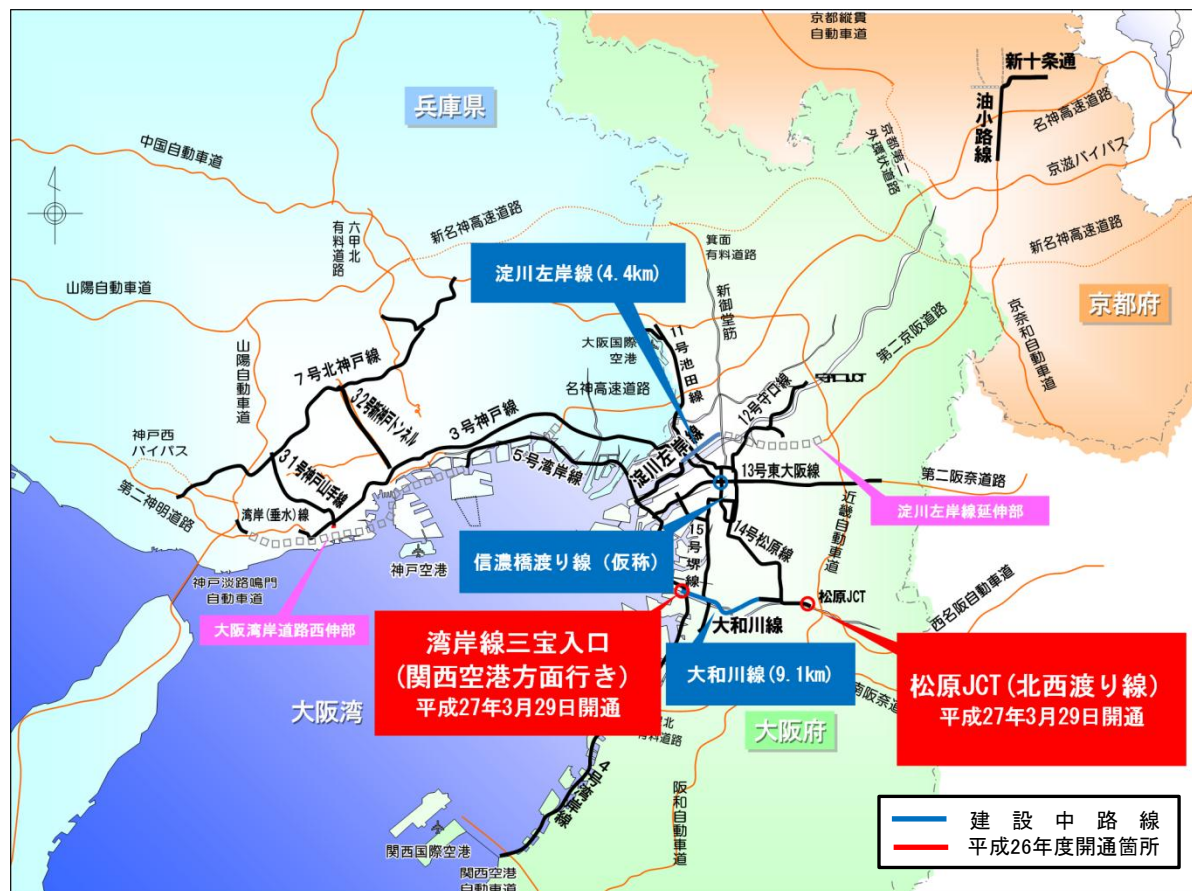 京都縦貫
自動車道
新十条通
兵庫県
油小路線
名神高速道路
中国自動車道
京都第二
外環状道路
京滋バイパス
六甲北
有料道路
新名神高速道路
箕面
有料道路
新名神高速道路
淀川左岸線(4.4km)
山陽自動車道
新御堂筋
京都府
京奈和自動車道
第二京阪道路
大阪国際
空港
11号池田線
山陽自動車道
7号北神戸線
名神高速道路
12号守口線
32号新神戸トンネル
3号神戸線
神戸西
バイパス
31号神戸山手線
5号湾岸線
淀川左岸線
13号東大阪線
第二阪奈道路
第二神明道路
湾岸(垂水)線
近畿自動車道
淀川左岸線延伸部
14号松原線
15号堺線
信濃橋渡り線(仮称)
神戸空港
神戸淡路鳴門
自動車道
松原JCT
西名阪自動車道
大阪湾岸道路西伸部
大和川線
湾岸線三宝入口
(関西空港方面行き)
平成27年3月29日開通
大和川線(9.1km)
松原JCT(北西渡り線)
平成27年3月29日開通
南阪奈
大阪湾
大阪府
北
有料道路
4号湾岸線
阪和自動車道
関西国際空港
関西空港
自動車道
建設中路線
平成26年度開通箇所